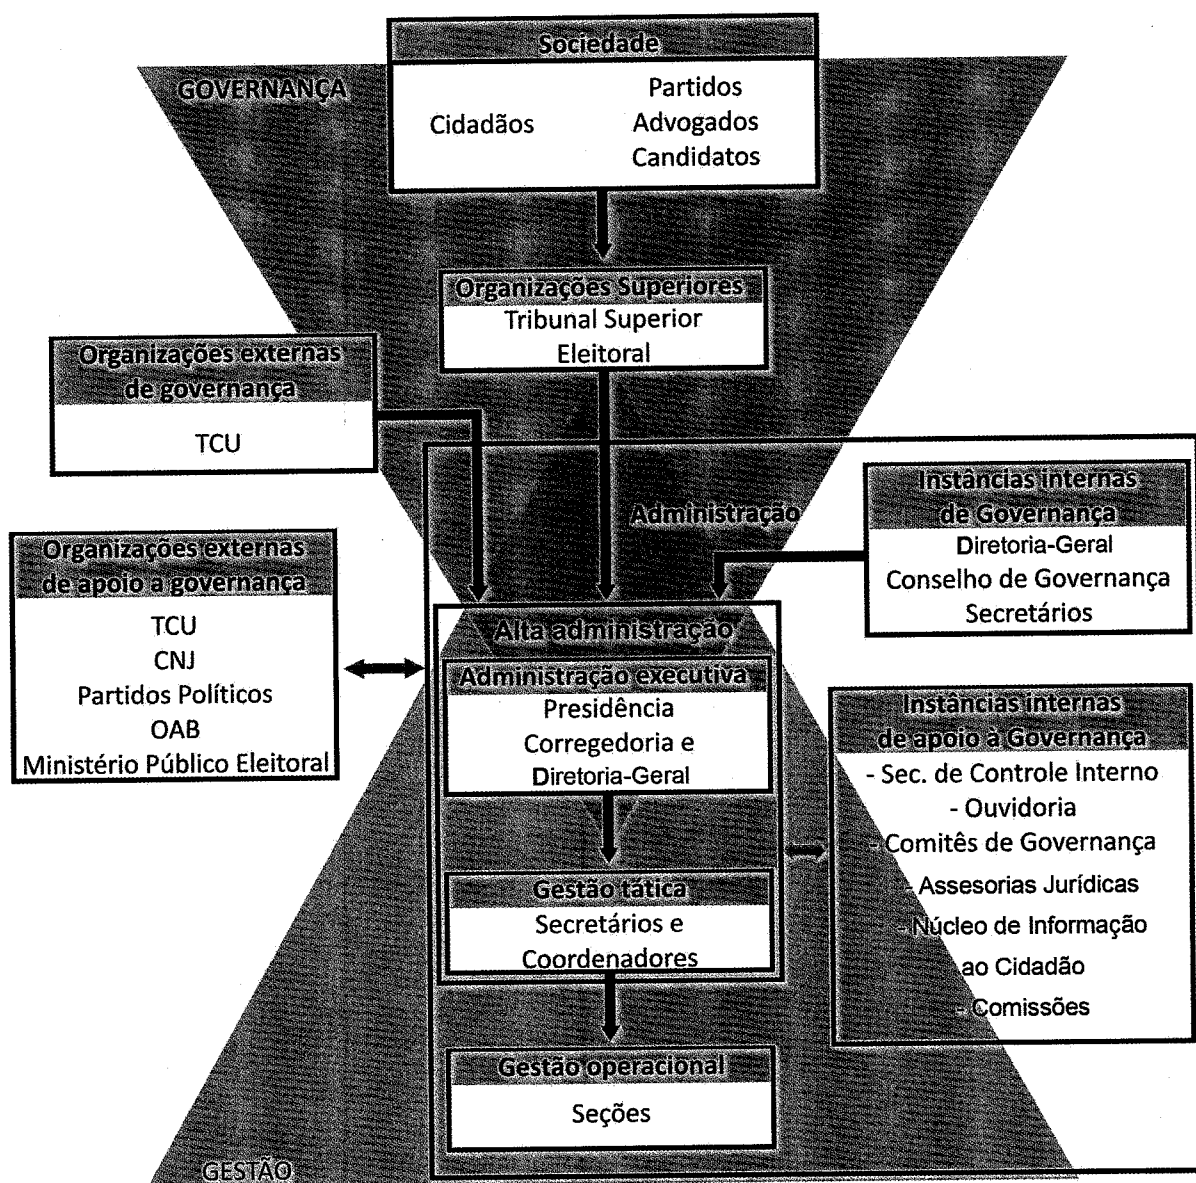 Sociedade
GOVERNANÇA
Cidadãos
Partidos
Advogados
Candidatos
Organizações Superiores
Tribunal Superior
Eleitoral
Organizações externas
de governança
TCU
Administração
Instâncias internas
de Governança
Diretoria-Geral
Conselho de Governança
Secretários
Organizações externas
de apoio a governança
TCU
CNJ
Partidos Políticos
OAB
Ministério Público Eleitoral
Alta administração
Administração executiva
Presidência
Corregedoria e
Diretoria-Geral
Instâncias internas
de apoio à Governança
- Sec. de Controle Interno
- Ouvidoria
- Comitês de Governança
- Assesorias Jurídicas
- Núcleo de Informação
ao Cidadão
- Comissões
Gestão tática
Secretários e
Coordenadores
Gestão operacional
Seções
GESTÃO